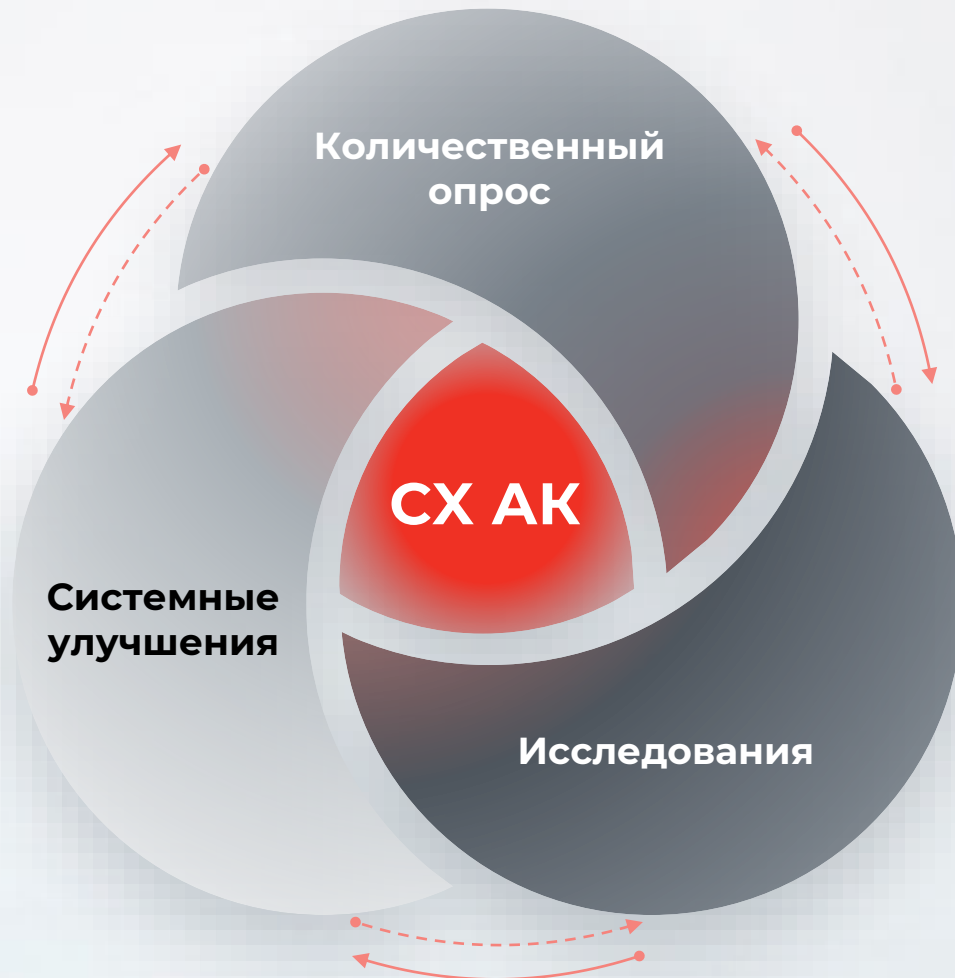 Количественный
опрос
СХ АК
Системные
улучшения
Исследования